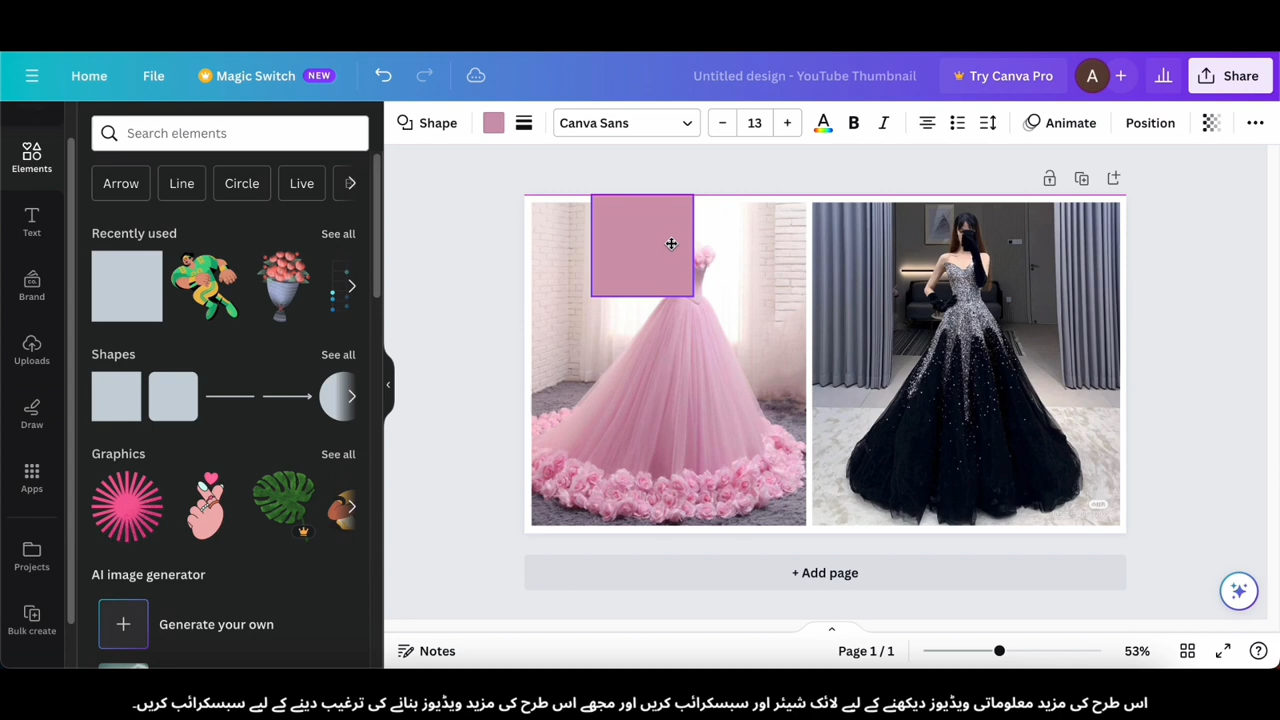 Home File Magic Switch NEW Untitled design - YouTube Thumbnail Try Canva Pro A Share
Elements
Text
Brand
Uploads
Draw
Apps
Projects
Bulk create
Search elements
Arrow Line Circle Live
Recently used See all
Shapes See all
Graphics See all
AI image generator
Generate your own
Shape Canva Sans 13 A B I Animate Position
+ Add page
Notes Page 1 / 1 53%
اس طرح کی مزید معلوماتی ویڈیوز دیکھنے کے لیے لائک شیئر اور سبسکرائب کریں اور مجھے اس طرح کی مزید ویڈیوز بنانے کی ترغیب دینے کے لیے سبسکرائب کریں۔